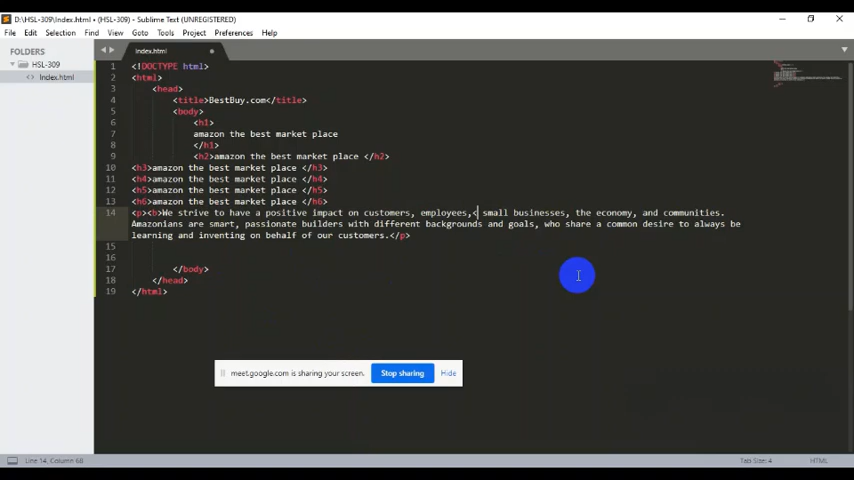 D:\HSL-309\Index.html (HSL-309) - Sublime Text (UNREGISTERED)
File Edit Selection Find View Goto Tools Project Preferences Help
FOLDERS
HSL-309
Index.html
Index.html
1 <!DOCTYPE html>
2 <html>
3 <head>
4 <title>BestBuy.com</title>
5 <body>
6 <h1>
7 amazon the best market place
8 </h1>
9 <h2>amazon the best market place </h2>
10 <h3>amazon the best market place </h3>
11 <h4>amazon the best market place </h4>
12 <h5>amazon the best market place </h5>
13 <h6>amazon the best market place </h6>
14 <p><b>We strive to have a positive impact on customers, employees,< small businesses, the economy, and communities.
Amazonians are smart, passionate builders with different backgrounds and goals, who share a common desire to always be
learning and inventing on behalf of our customers.</p>
15
16
17 </body>
18 </head>
19 </html>
meet.google.com is sharing your screen. Stop sharing Hide
Line 14, Column 68 Tab Size: 4 HTML